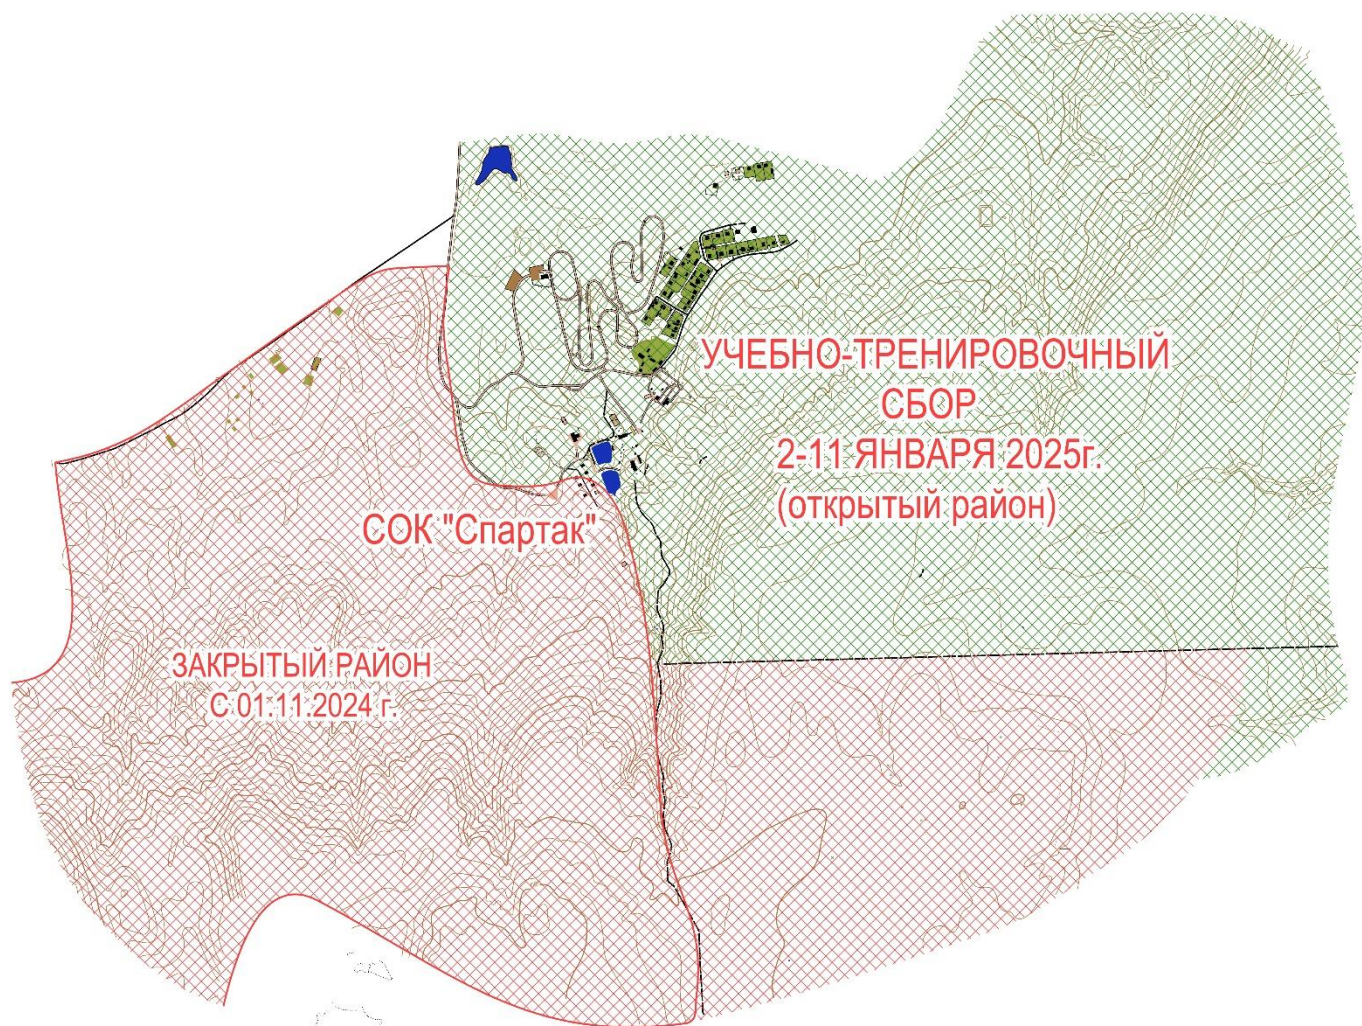 УЧЕБНО-ТРЕНИРОВОЧНЫЙ
СБОР
2-11 ЯНВАРЯ 2025г.
(открытый район)
СОК "Спартак"
ЗАКРЫТЫЙ РАЙОН
С 01.11.2024 г.